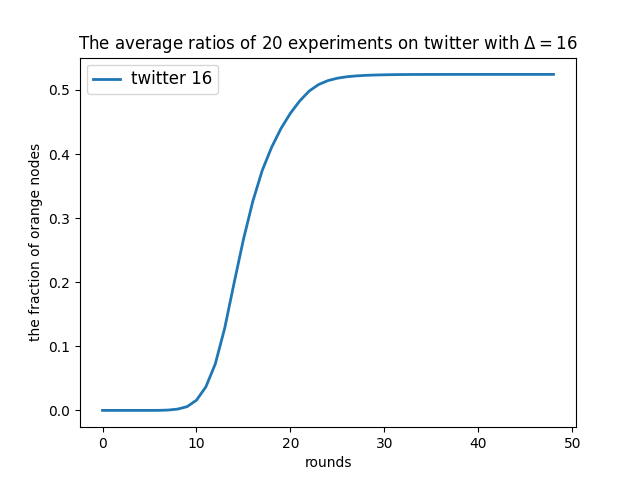 The average ratios of 20 experiments on twitter with Δ = 16
twitter 16
the fraction of orange nodes
0.5
0.4
0.3
0.2
0.1
0.0
0 10 20 30 40 50
rounds